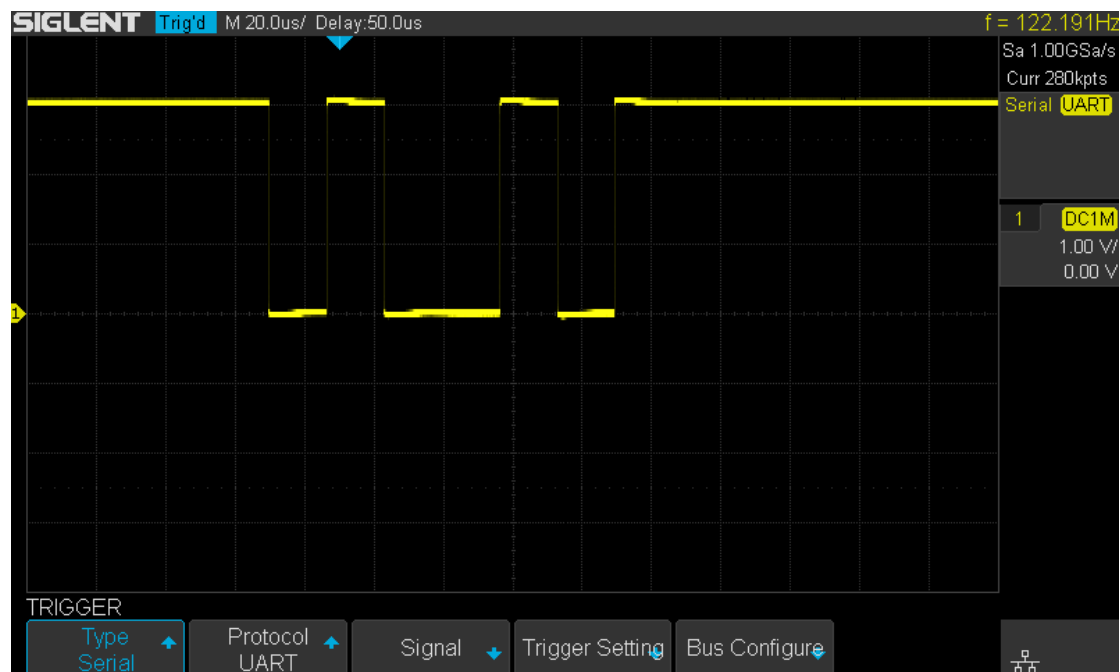 SIGLENT Trig'd M 20.0us/ Delay:50.0us f = 122.191Hz
Sa 1.00GSa/s
Curr 280kpts
Serial UART
1 DC1M
1.00 V/
0.00 V
1
TRIGGER
Type Serial
Protocol UART
Signal
Trigger Setting
Bus Configure